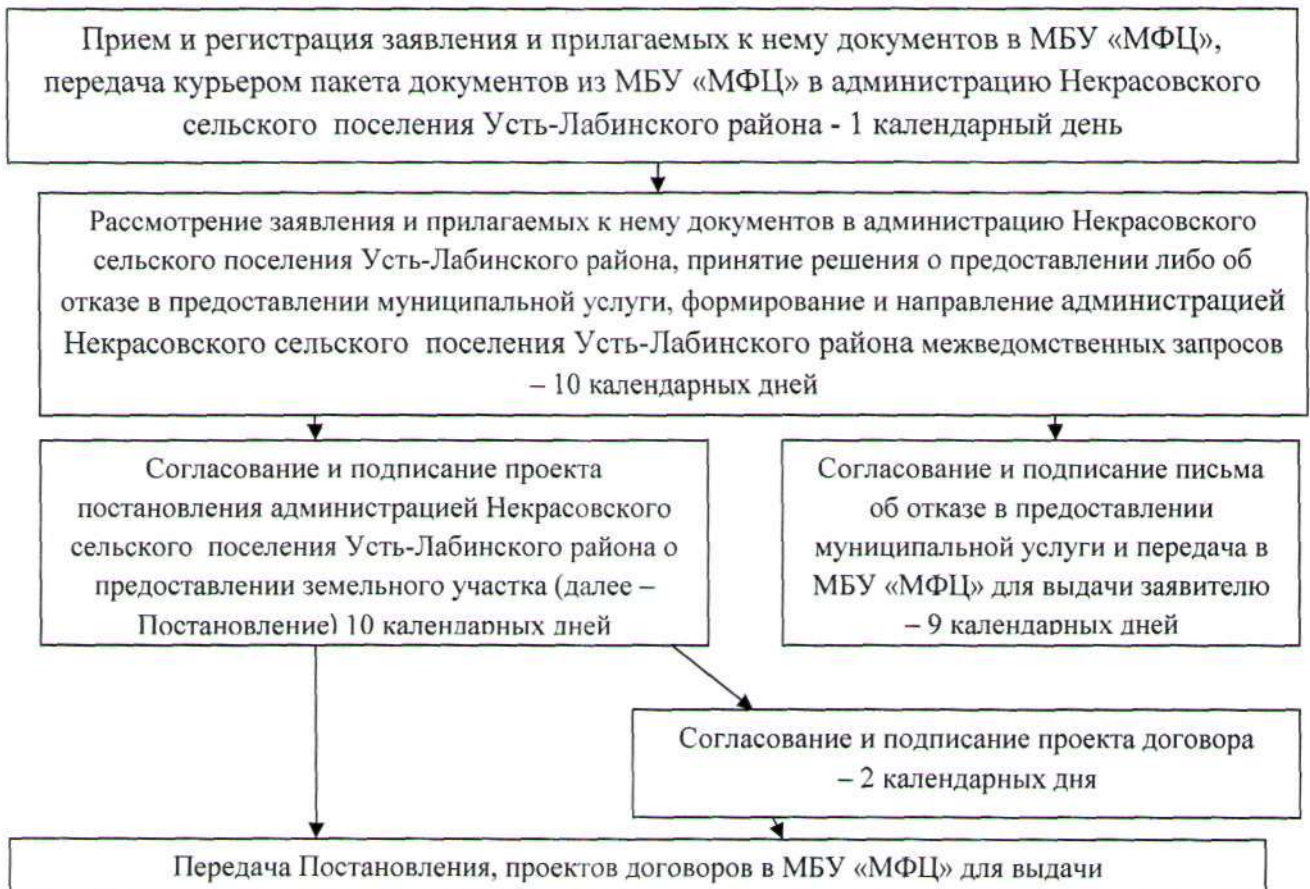 Прием и регистрация заявления и прилагаемых к нему документов в МБУ «МФЦ»,
передача курьером пакета документов из МБУ «МФЦ» в администрацию Некрасовского
сельского поселения Усть-Лабинского района - 1 календарный день
Рассмотрение заявления и прилагаемых к нему документов в администрацию Некрасовского
сельского поселения Усть-Лабинского района, принятие решения о предоставлении либо об
отказе в предоставлении муниципальной услуги, формирование и направление администрацией
Некрасовского сельского поселения Усть-Лабинского района межведомственных запросов
– 10 календарных дней
Согласование и подписание проекта
постановления администрацией Некрасовского
сельского поселения Усть-Лабинского района о
предоставлении земельного участка (далее –
Постановление) 10 календарных дней
Согласование и подписание письма
об отказе в предоставлении
муниципальной услуги и передача в
МБУ «МФЦ» для выдачи заявителю
– 9 календарных дней
Согласование и подписание проекта договора
– 2 календарных дня
Передача Постановления, проектов договоров в МБУ «МФЦ» для выдачи